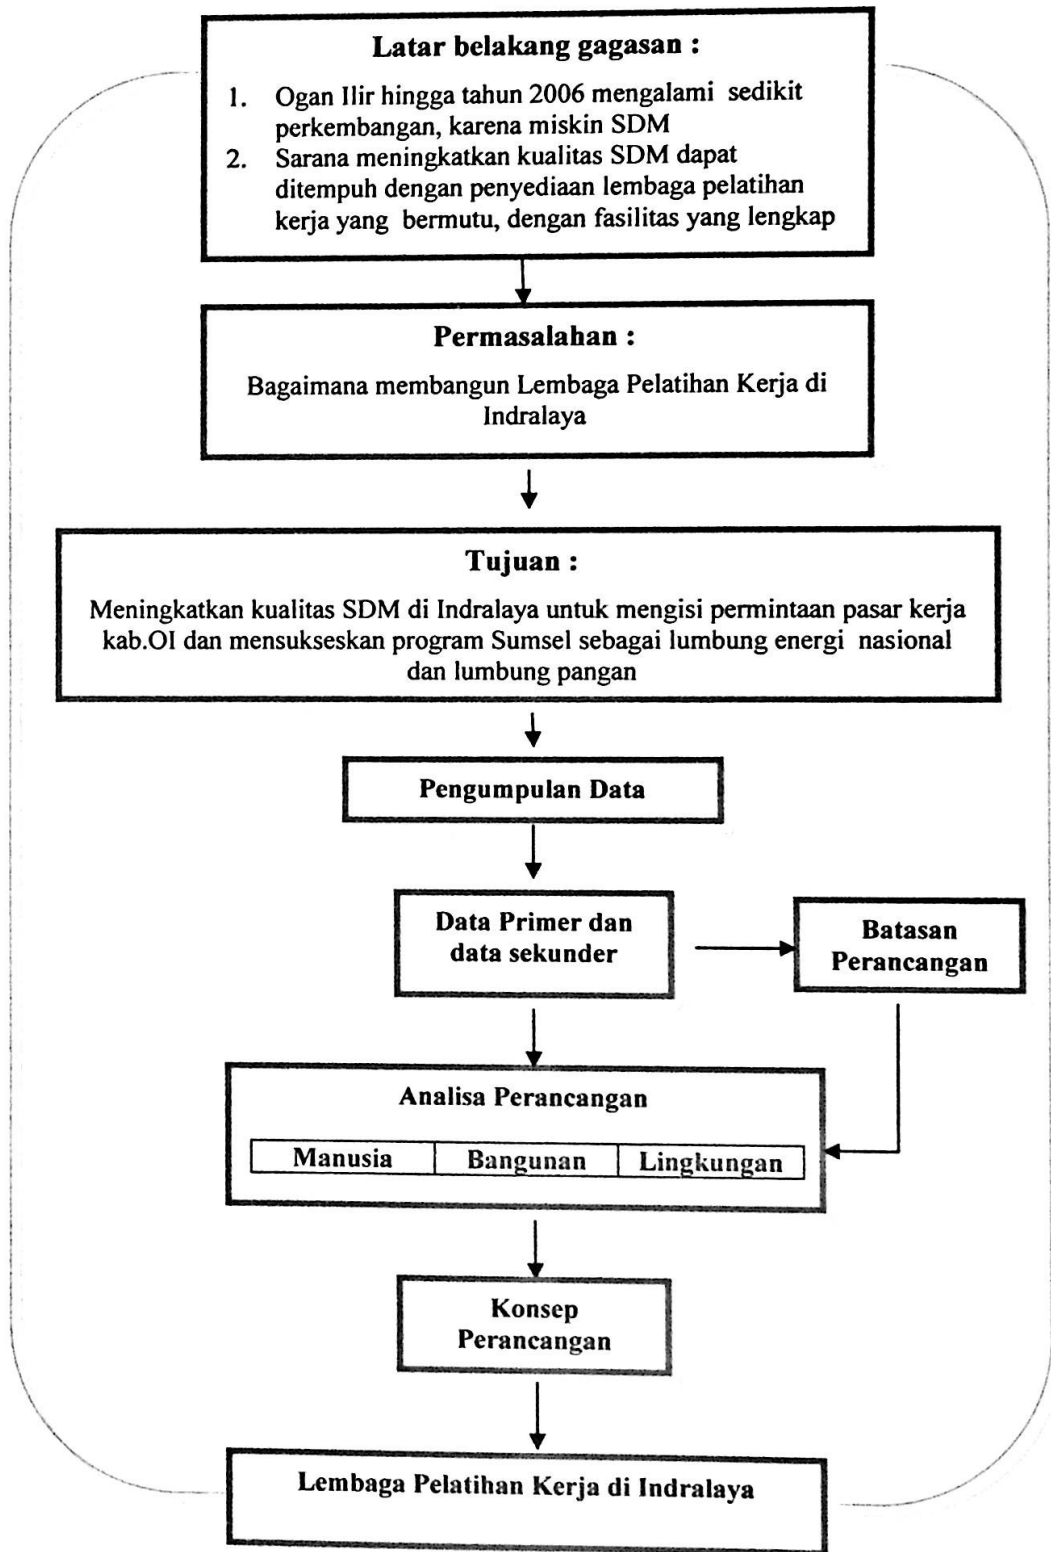 Latar belakang gagasan :
1. Ogan Ilir hingga tahun 2006 mengalami sedikit
perkembangan, karena miskin SDM
2. Sarana meningkatkan kualitas SDM dapat
ditempuh dengan penyediaan lembaga pelatihan
kerja yang bermutu, dengan fasilitas yang lengkap
Permasalahan :
Bagaimana membangun Lembaga Pelatihan Kerja di
Indralaya
Tujuan :
Meningkatkan kualitas SDM di Indralaya untuk mengisi permintaan pasar kerja
kab.OI dan mensukseskan program Sumsel sebagai lumbung energi nasional
dan lumbung pangan
Pengumpulan Data
Data Primer dan
data sekunder
Batasan
Perancangan
Analisa Perancangan
Manusia Bangunan Lingkungan
Konsep
Perancangan
Lembaga Pelatihan Kerja di Indralaya